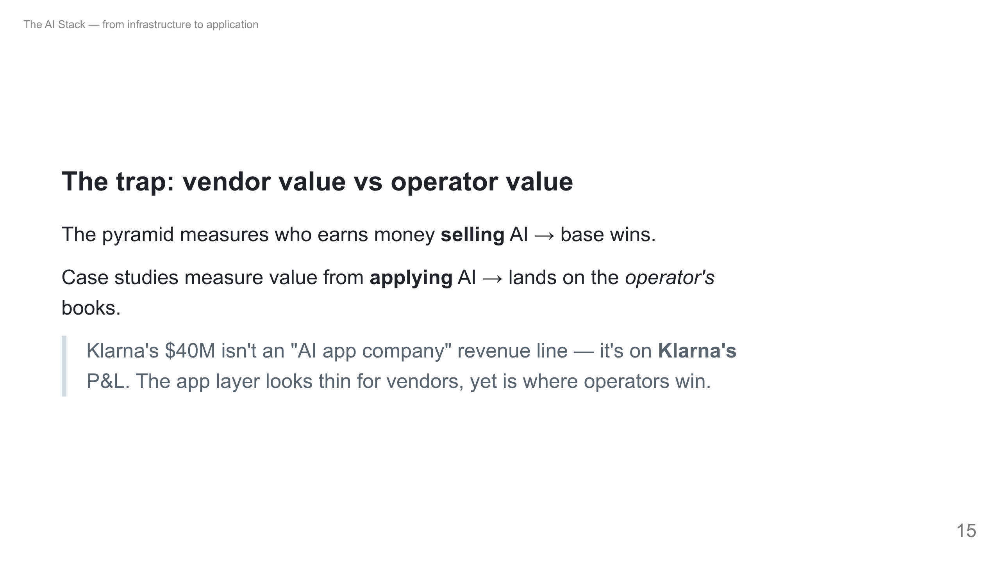 The AI Stack — from infrastructure to application
The trap: vendor value vs operator value
The pyramid measures who earns money selling AI → base wins.
Case studies measure value from applying AI → lands on the operator's
books.
Klarna's $40M isn't an "AI app company" revenue line — it's on Klarna's
P&L. The app layer looks thin for vendors, yet is where operators win.
15